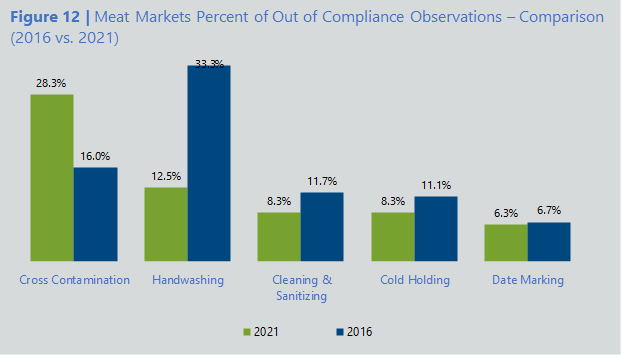 Figure 12 | Meat Markets Percent of Out of Compliance Observations – Comparison
(2016 vs. 2021)
33.3%
28.3%
16.0%
12.5%
8.3%
11.7%
8.3%
11.1%
6.3%
6.7%
Cross Contamination
Handwashing
Cleaning &
Sanitizing
Cold Holding
Date Marking
2021
2016